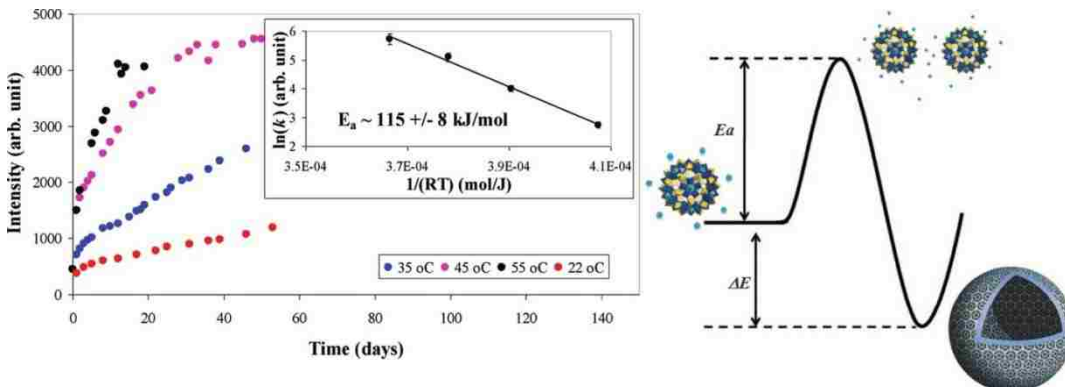 5000
4000
3000
2000
1000
0
Intensity (arb. unit)
0 20 40 60 80 100 120 140
Time (days)
6
5
4
3
2
1
ln(k) (arb. unit)
E_a ~ 115 +/- 8 kJ/mol
3.5E-04 3.7E-04 3.9E-04 4.1E-04
1/(RT) (mol/J)
35 oC 45 oC 55 oC 22 oC
Ea
ΔE